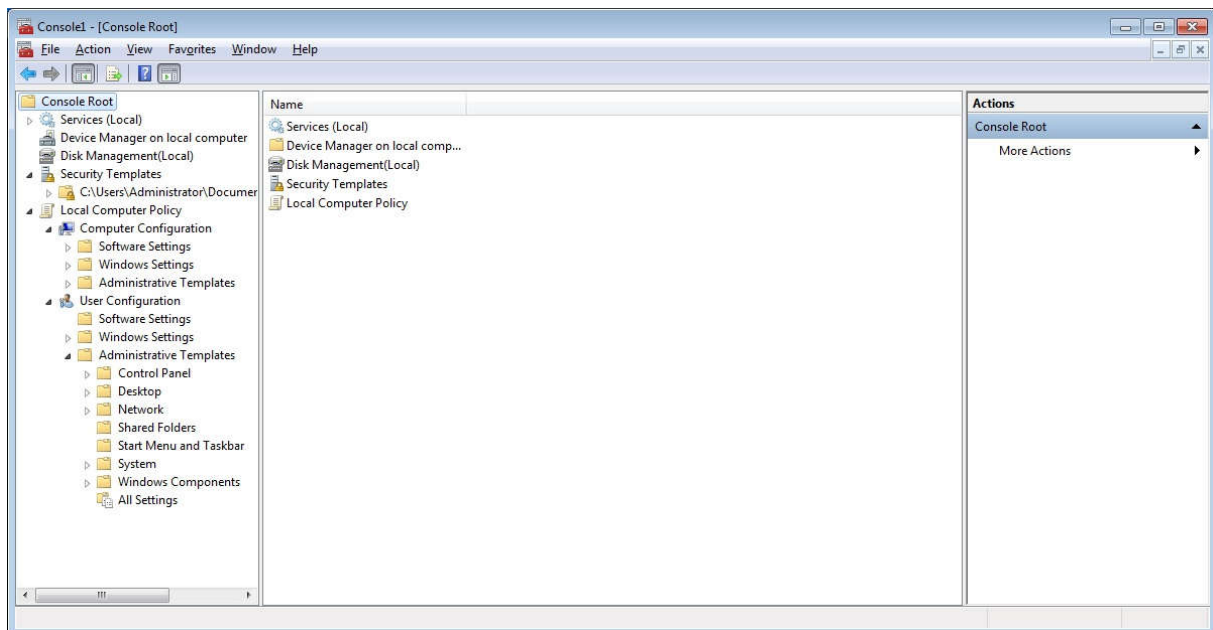 Console1 - [Console Root]
File Action View Favorites Window Help
Console Root
Services (Local)
Device Manager on local computer
Disk Management(Local)
Security Templates
C:\Users\Administrator\Documer
Local Computer Policy
Computer Configuration
Software Settings
Windows Settings
Administrative Templates
User Configuration
Software Settings
Windows Settings
Administrative Templates
Control Panel
Desktop
Network
Shared Folders
Start Menu and Taskbar
System
Windows Components
All Settings
Name
Services (Local)
Device Manager on local comp...
Disk Management(Local)
Security Templates
Local Computer Policy
Actions
Console Root
More Actions